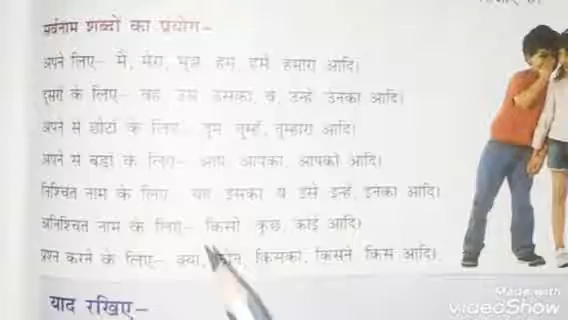 सर्वनाम शब्दों का प्रयोग-
अपने लिए- मैं, मेरा, मुझे हम, हमें हमारा आदि।
दूसरों के लिए- वह, उसे उसका, वे, उन्हें उनका आदि।
अपने से छोटों के लिए- तुम तुम्हें, तुम्हारा आदि।
अपने से बड़ों के लिए- आप, आपका, आपको आदि।
निश्चित नाम के लिए- यह इसका ये इसे इन्हें, इनका आदि।
अनिश्चित नाम के लिए- किसी कुछ, कोई आदि।
प्रश्न करने के लिए- क्या, कौन, किसका, किसने किस आदि।
याद रखिए-
Made with
VideoShow